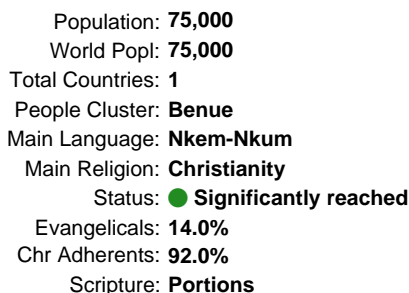 Population: 75,000
World Popl: 75,000
Total Countries: 1
People Cluster: Benue
Main Language: Nkem-Nkum
Main Religion: Christianity
Status: Significantly reached
Evangelicals: 14.0%
Chr Adherents: 92.0%
Scripture: Portions